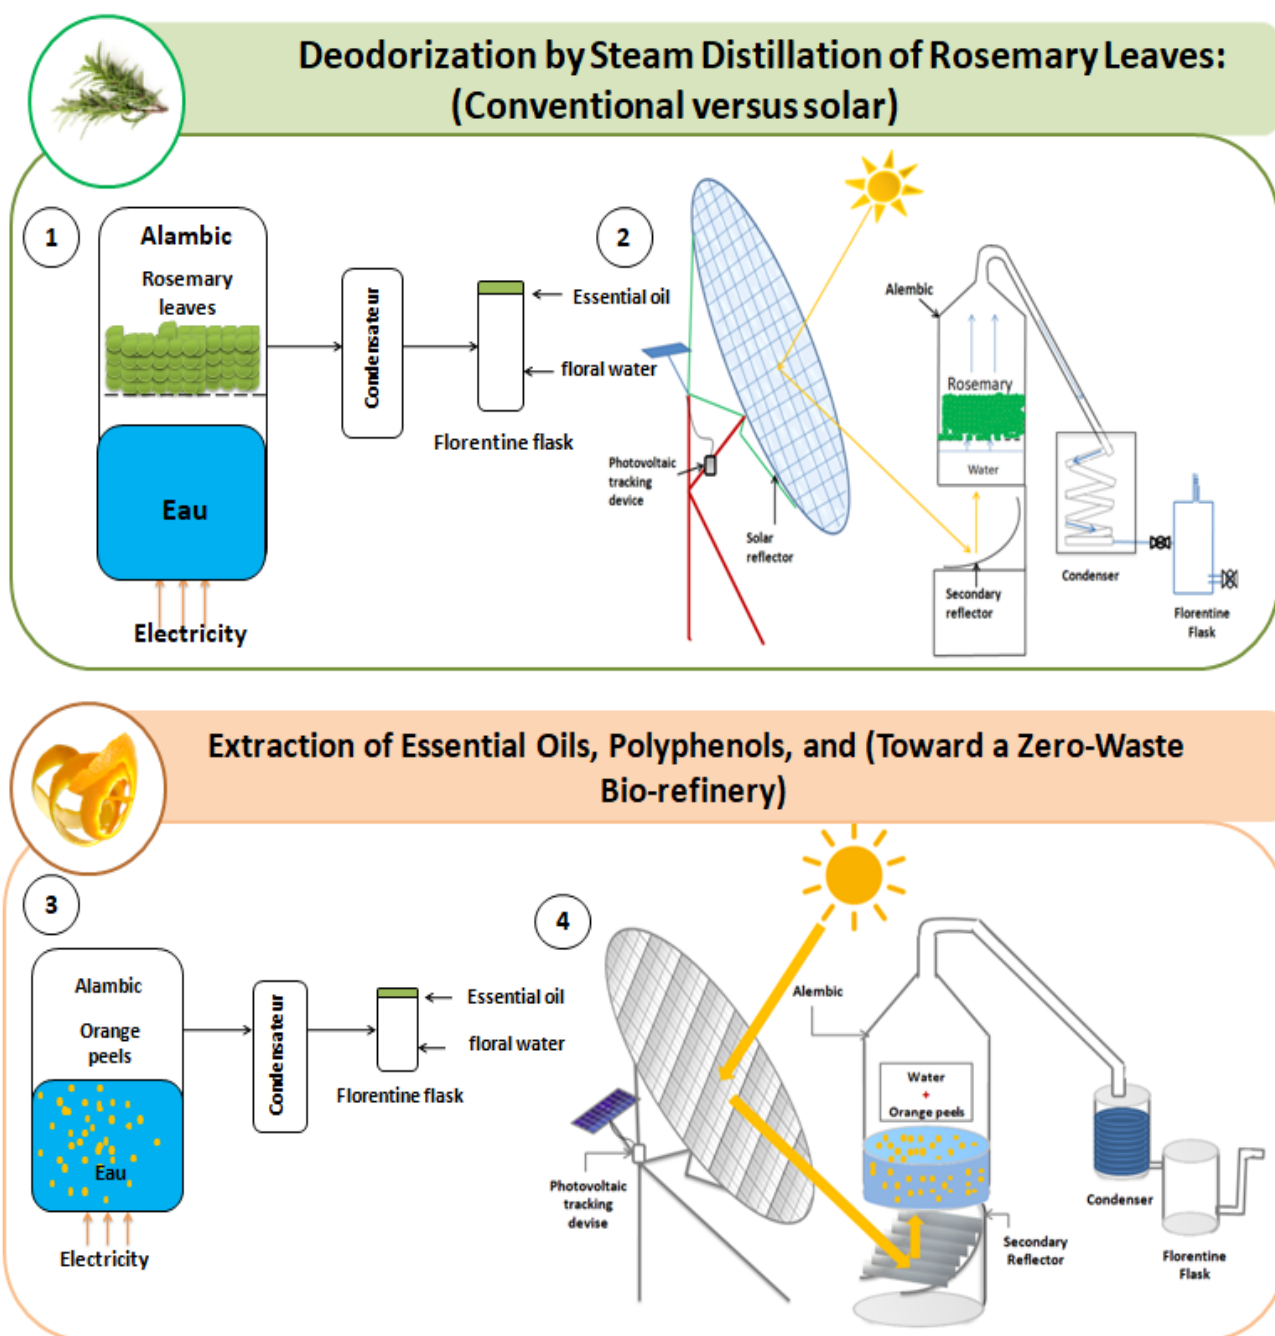 Deodorization by Steam Distillation of Rosemary Leaves:
(Conventional versus solar)
1
Alambic
Rosemary
leaves
Eau
Electricity
Condensateur
Essential oil
floral water
Florentine flask
2
Photovoltaic
tracking
device
Solar
reflector
Alembic
Rosemary
Water
Secondary
reflector
Condenser
Florentine
Flask
Extraction of Essential Oils, Polyphenols, and (Toward a Zero-Waste
Bio-refinery)
3
Alambic
Orange
peels
Eau
Electricity
Condensateur
Essential oil
floral water
Florentine flask
4
Photovoltaic
tracking
devise
Alembic
Water
+
Orange peels
Secondary
Reflector
Condenser
Florentine
Flask